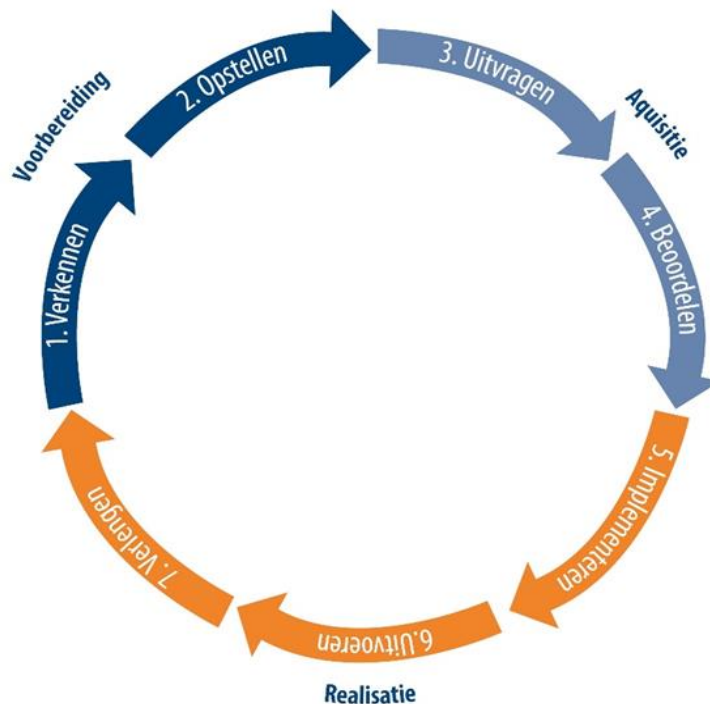 Voorbereiding
1. Verkennen
2. Opstellen
3. Uitvragen
Aquisitie
4. Beoordelen
5. Implementeren
6.Uitvoeren
Realisatie
7. Verlengen